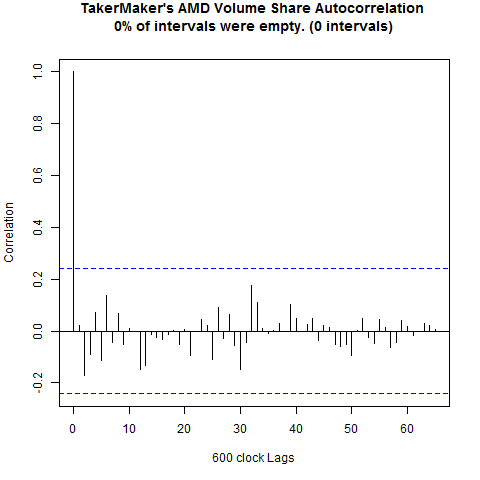 TakerMaker's AMD Volume Share Autocorrelation
0% of intervals were empty. (0 intervals)
1.0
0.8
0.6
0.4
0.2
0.0
-0.2
Correlation
0 10 20 30 40 50 60
600 clock Lags